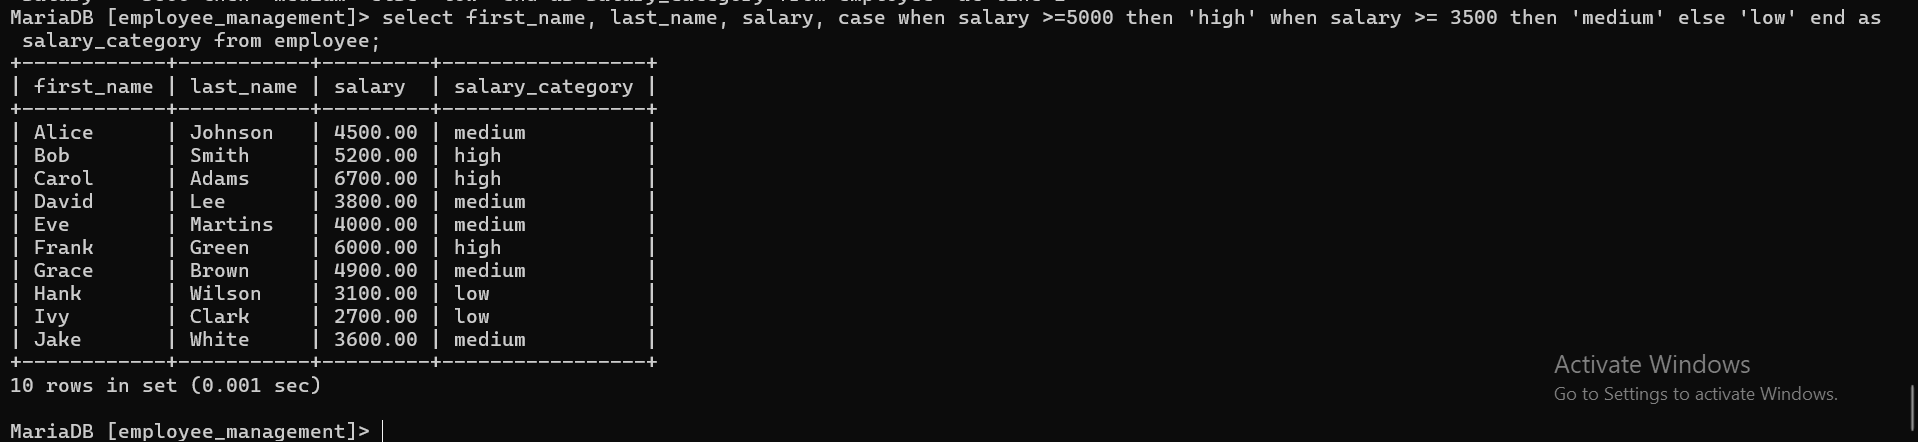 MariaDB [employee_management]> select first_name, last_name, salary, case when salary >=5000 then 'high' when salary >= 3500 then 'medium' else 'low' end as
salary_category from employee;
+------------+-----------+---------+-----------------+
| first_name | last_name | salary  | salary_category |
+------------+-----------+---------+-----------------+
| Alice      | Johnson   | 4500.00 | medium          |
| Bob        | Smith     | 5200.00 | high            |
| Carol      | Adams     | 6700.00 | high            |
| David      | Lee       | 3800.00 | medium          |
| Eve        | Martins   | 4000.00 | medium          |
| Frank      | Green     | 6000.00 | high            |
| Grace      | Brown     | 4900.00 | medium          |
| Hank       | Wilson    | 3100.00 | low             |
| Ivy        | Clark     | 2700.00 | low             |
| Jake       | White     | 3600.00 | medium          |
+------------+-----------+---------+-----------------+
10 rows in set (0.001 sec)
MariaDB [employee_management]>
Activate Windows
Go to Settings to activate Windows.